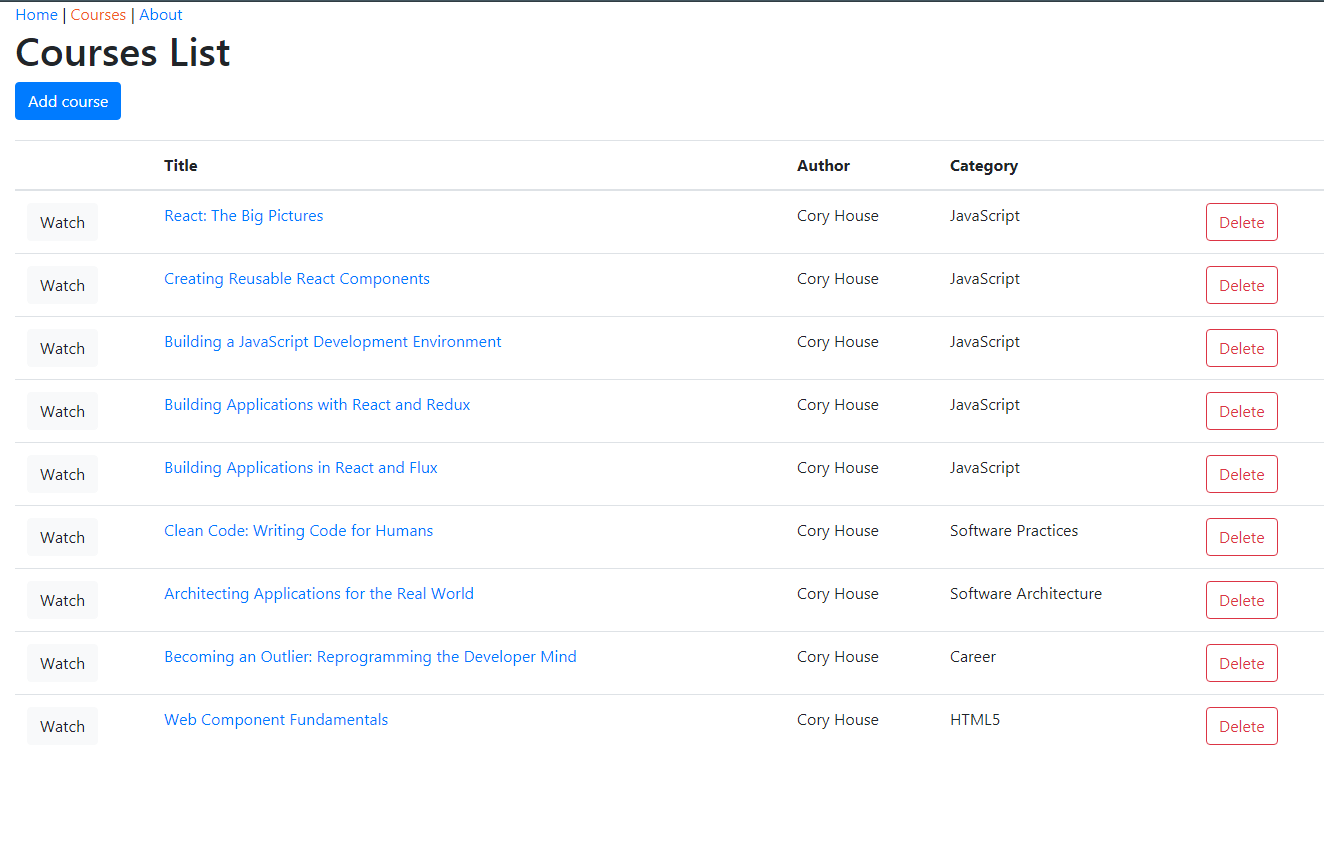 Home | Courses | About
Courses List
Add course
Title Author Category
Watch React: The Big Pictures Cory House JavaScript Delete
Watch Creating Reusable React Components Cory House JavaScript Delete
Watch Building a JavaScript Development Environment Cory House JavaScript Delete
Watch Building Applications with React and Redux Cory House JavaScript Delete
Watch Building Applications in React and Flux Cory House JavaScript Delete
Watch Clean Code: Writing Code for Humans Cory House Software Practices Delete
Watch Architecting Applications for the Real World Cory House Software Architecture Delete
Watch Becoming an Outlier: Reprogramming the Developer Mind Cory House Career Delete
Watch Web Component Fundamentals Cory House HTML5 Delete